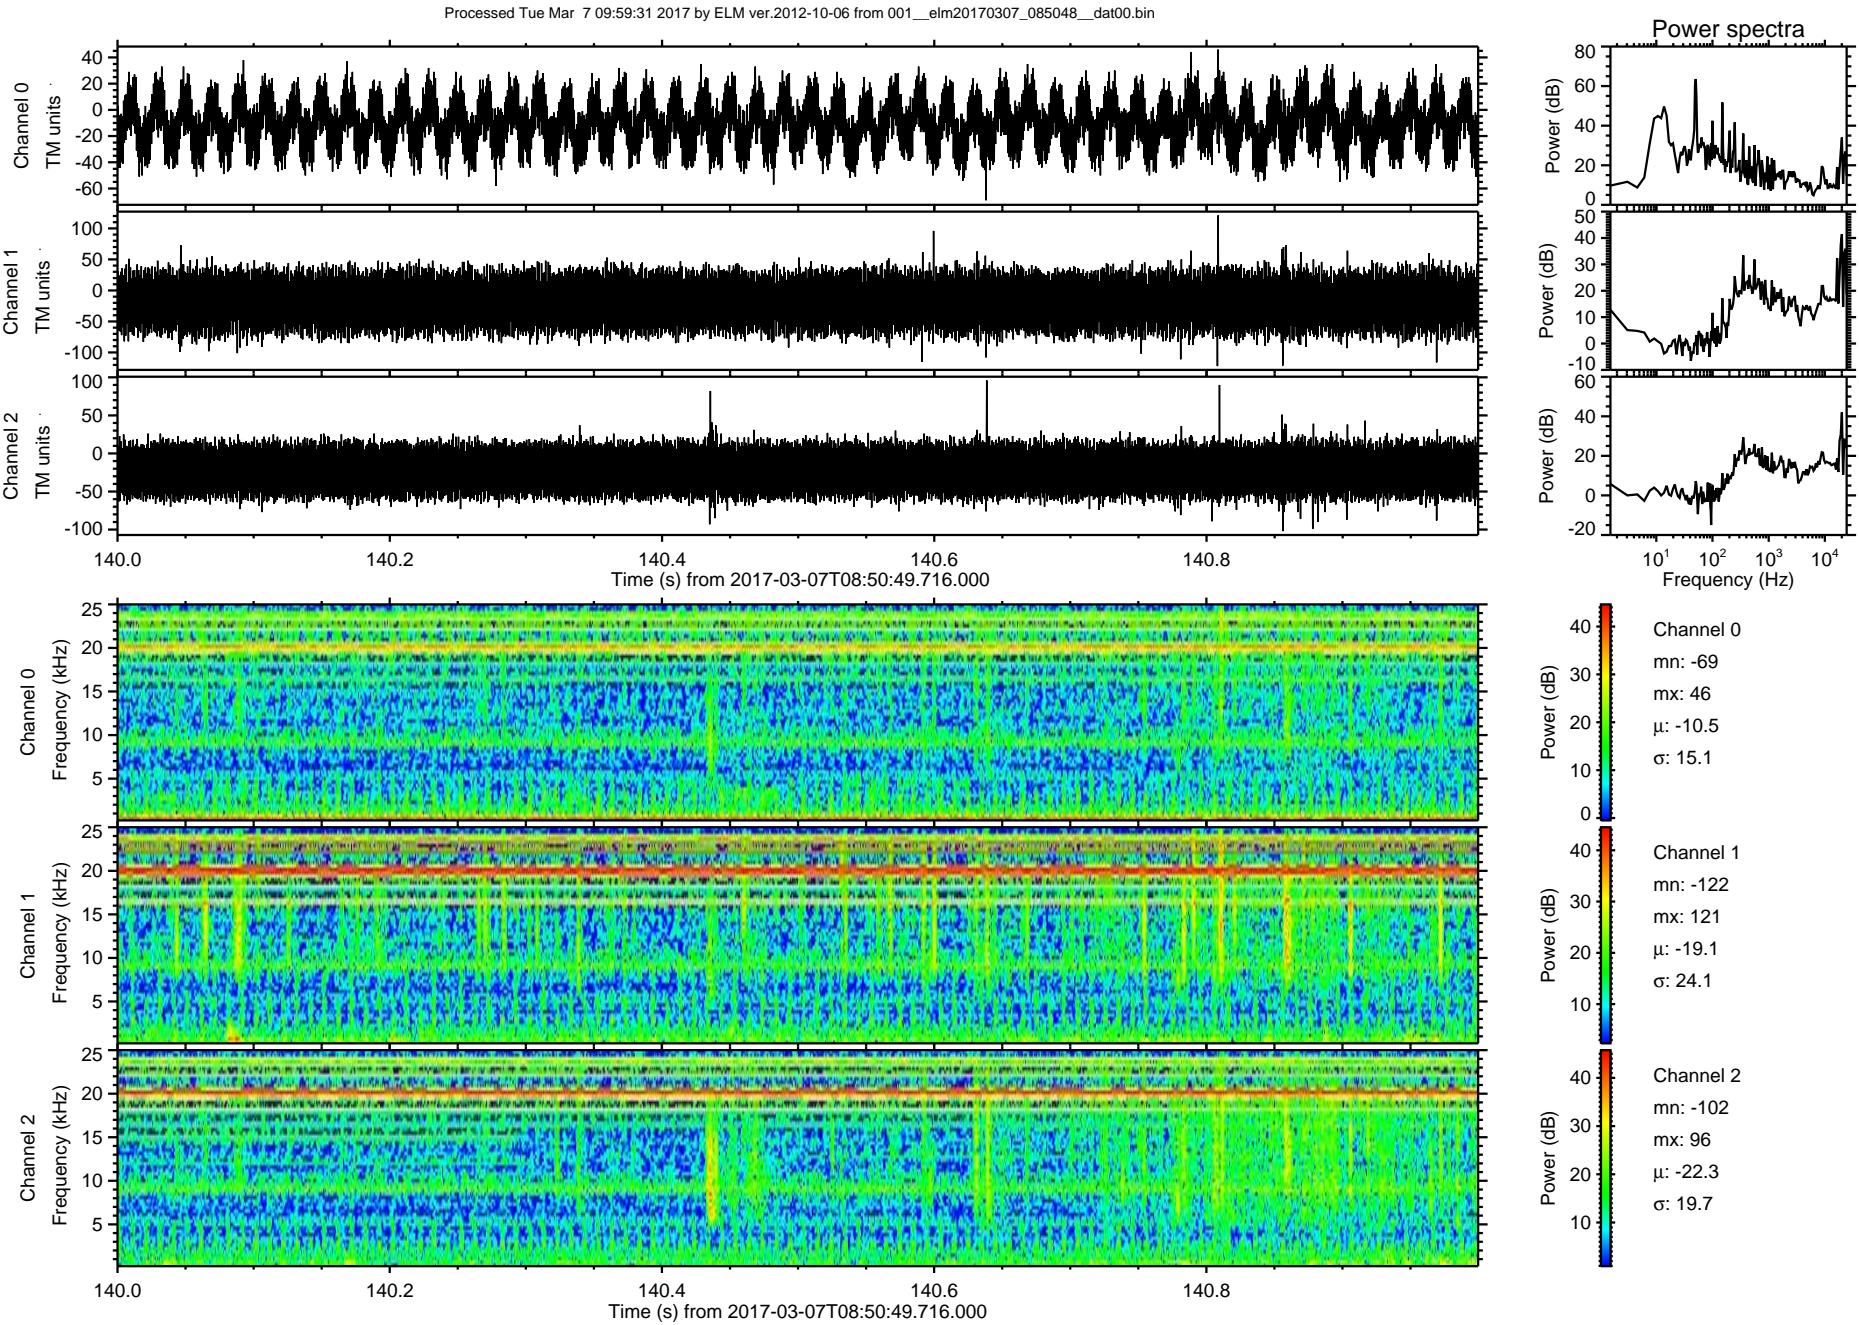 Processed Tue Mar  7 09:59:31 2017 by ELM ver.2012-10-06 from 001__elm20170307_085048__dat00.bin
Power spectra
Channel 0
TM units
40
20
0
-20
-40
-60
Power (dB)
80
60
40
20
0
Channel 1
TM units
100
50
0
-50
-100
Power (dB)
50
40
30
20
10
0
-10
Channel 2
TM units
100
50
0
-50
-100
Power (dB)
60
40
20
0
-20
140.0 140.2 140.4 140.6 140.8
Time (s) from 2017-03-07T08:50:49.716.000
10^1 10^2 10^3 10^4
Frequency (Hz)
Channel 0
Frequency (kHz)
25
20
15
10
5
Power (dB)
40
30
20
10
0
Channel 0
mn: -69
mx: 46
μ: -10.5
σ: 15.1
Channel 1
Frequency (kHz)
25
20
15
10
5
Power (dB)
40
30
20
10
Channel 1
mn: -122
mx: 121
μ: -19.1
σ: 24.1
Channel 2
Frequency (kHz)
25
20
15
10
5
Power (dB)
40
30
20
10
Channel 2
mn: -102
mx: 96
μ: -22.3
σ: 19.7
140.0 140.2 140.4 140.6 140.8
Time (s) from 2017-03-07T08:50:49.716.000